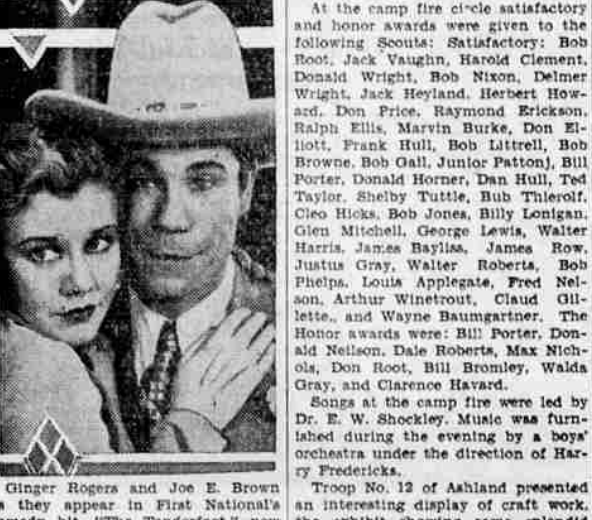 Ginger Rogers and Joe E. Brown
s they appear in First National's
At the camp fire circle satisfactory
and honor awards were given to the
following Scouts: Satisfactory: Bob
Root, Jack Vaughn, Harold Clement,
Donald Wright, Bob Nixon, Delmer
Wright, Jack Heyland, Herbert How-
ard, Don Price, Raymond Erickson,
Ralph Ellis, Marvin Burke, Don El-
liott, Frank Hull, Bob Littrell, Bob
Browne, Bob Gail, Junior Pattonj, Bill
Porter, Donald Horner, Dan Hull, Ted
Taylor, Shelby Tuttle, Bub Thierolf,
Cleo Hicks, Bob Jones, Billy Lonigan,
Glen Mitchell, George Lewis, Walter
Harris, James Bayliss, James Row,
Justus Gray, Walter Roberts, Bob
Phelps, Louis Applegate, Fred Nel-
son, Arthur Winetrout, Claud Gil-
lette,, and Wayne Baumgartner. The
Honor awards were: Bill Porter, Don-
ald Neilson, Dale Roberts, Max Nich-
ols, Don Root, Bill Bromley, Walda
Gray, and Clarence Havard.
Songs at the camp fire were led by
Dr. E. W. Shockley. Music was furn-
ished during the evening by a boys'
orchestra under the direction of Har-
ry Fredericks.
Troop No. 12 of Ashland presented
an interesting display of craft work,